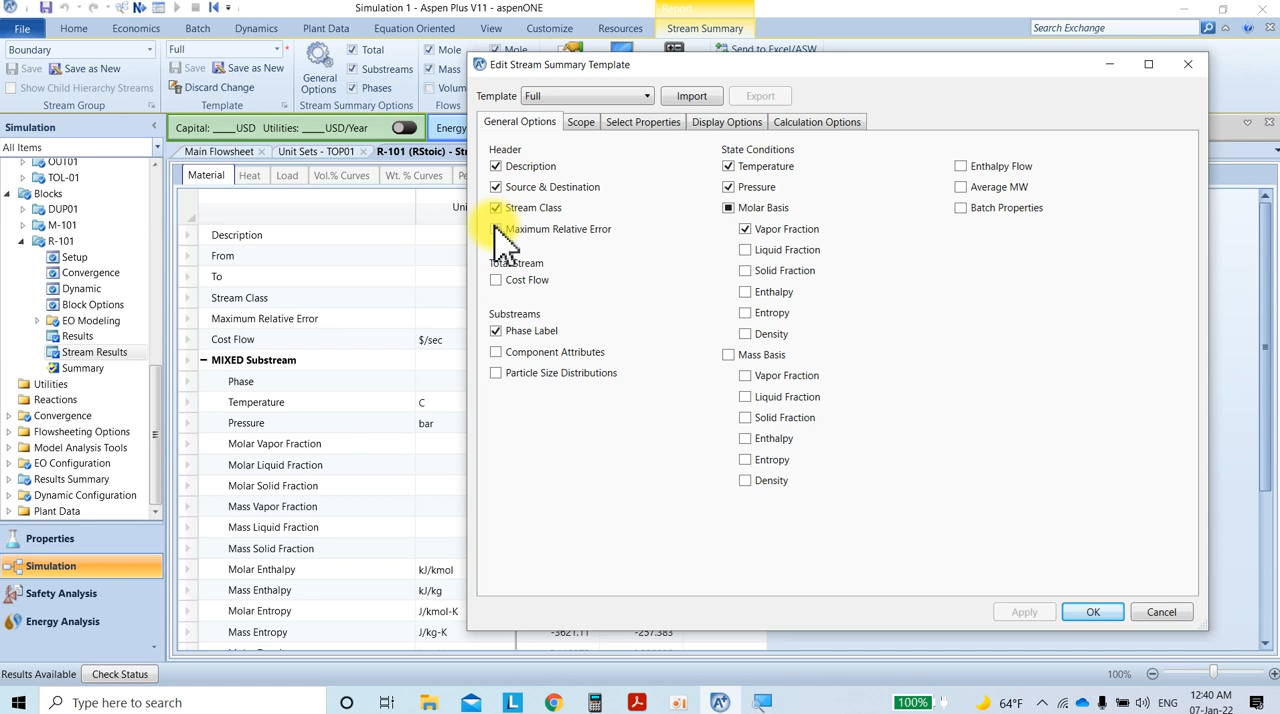 Simulation 1 - Aspen Plus V11 - aspenONE
Report
File Home Economics Batch Dynamics Plant Data Equation Oriented View Customize Resources Stream Summary Search Exchange
Boundary Full * Total Mole Mole Send to Excel/ASW
Save Save as New Save Save as New General Options Substreams Mass
Show Child Hierarchy Streams Discard Change Phases
Stream Group Template Stream Summary Options Flows
Edit Stream Summary Template
Template Full Import Export
General Options Scope Select Properties Display Options Calculation Options
Simulation
All Items
OUT01
TOL-01
Blocks
DUP01
M-101
R-101
Setup
Convergence
Dynamic
Block Options
EO Modeling
Results
Stream Results
Summary
Utilities
Reactions
Convergence
Flowsheeting Options
Model Analysis Tools
EO Configuration
Results Summary
Dynamic Configuration
Plant Data
Properties
Simulation
Safety Analysis
Energy Analysis
Capital: ____USD Utilities: ____USD/Year Energy
Main Flowsheet Unit Sets - TOP01 R-101 (RStoic) - St
Material Heat Load Vol.% Curves Wt. % Curves
Description
From
To
Stream Class
Maximum Relative Error
Cost Flow $/sec
MIXED Substream
Phase
Temperature C
Pressure bar
Molar Vapor Fraction
Molar Liquid Fraction
Molar Solid Fraction
Mass Vapor Fraction
Mass Liquid Fraction
Mass Solid Fraction
Molar Enthalpy kJ/kmol
Mass Enthalpy kJ/kg
Molar Entropy J/kmol-K
Mass Entropy J/kg-K -3621.11 -257.383
Header
Description
Source & Destination
Stream Class
Maximum Relative Error
Total Stream
Cost Flow
Substreams
Phase Label
Component Attributes
Particle Size Distributions
State Conditions
Temperature
Pressure
Molar Basis
Vapor Fraction
Liquid Fraction
Solid Fraction
Enthalpy
Entropy
Density
Mass Basis
Vapor Fraction
Liquid Fraction
Solid Fraction
Enthalpy
Entropy
Density
Enthalpy Flow
Average MW
Batch Properties
Apply OK Cancel
Results Available Check Status 100%
Type here to search 100% 64°F ENG 12:40 AM
07-Jan-22